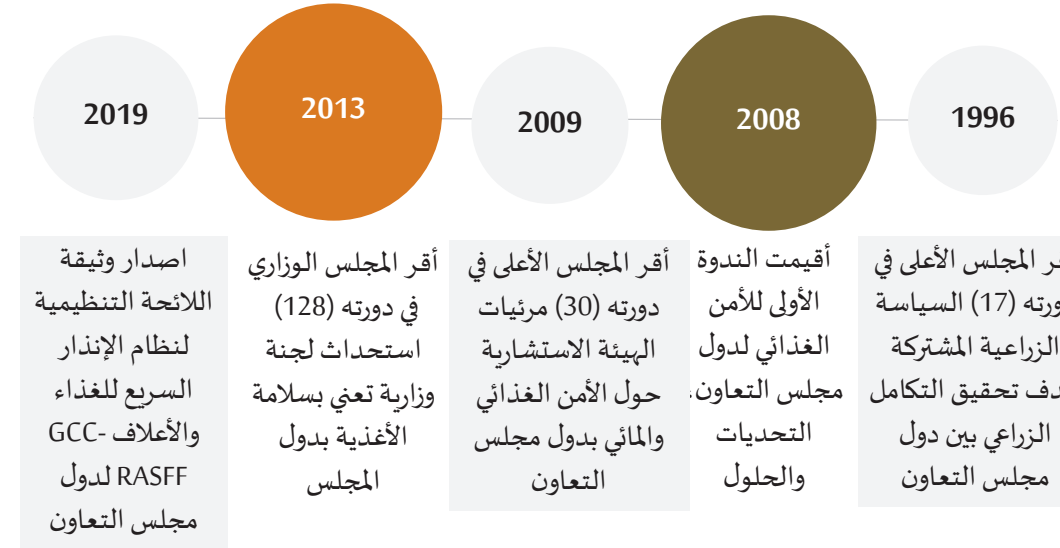 1996
2008
2009
2013
2019
المجلس الأعلى في
(17) السياسة
الزراعية المشتركة
تحقيق التكامل
الزراعي بين دول
مجلس التعاون
أقيمت الندوة
الأولى للأمن
الغذائي لدول
مجلس التعاون،
التحديات
والحلول
أقر المجلس الأعلى في
دورته (30) مرئيات
الهيئة الاستشارية
حول الأمن الغذائي
والمائي بدول مجلس
التعاون
أقر المجلس الوزاري
في دورته (128)
استحداث لجنة
وزارية تعني بسلامة
الأغذية بدول
المجلس
اصدار وثيقة
اللائحة التنظيمية
لنظام الإنذار
السريع للغذاء
والأعلاف GCC-
RASFF لدول
مجلس التعاون